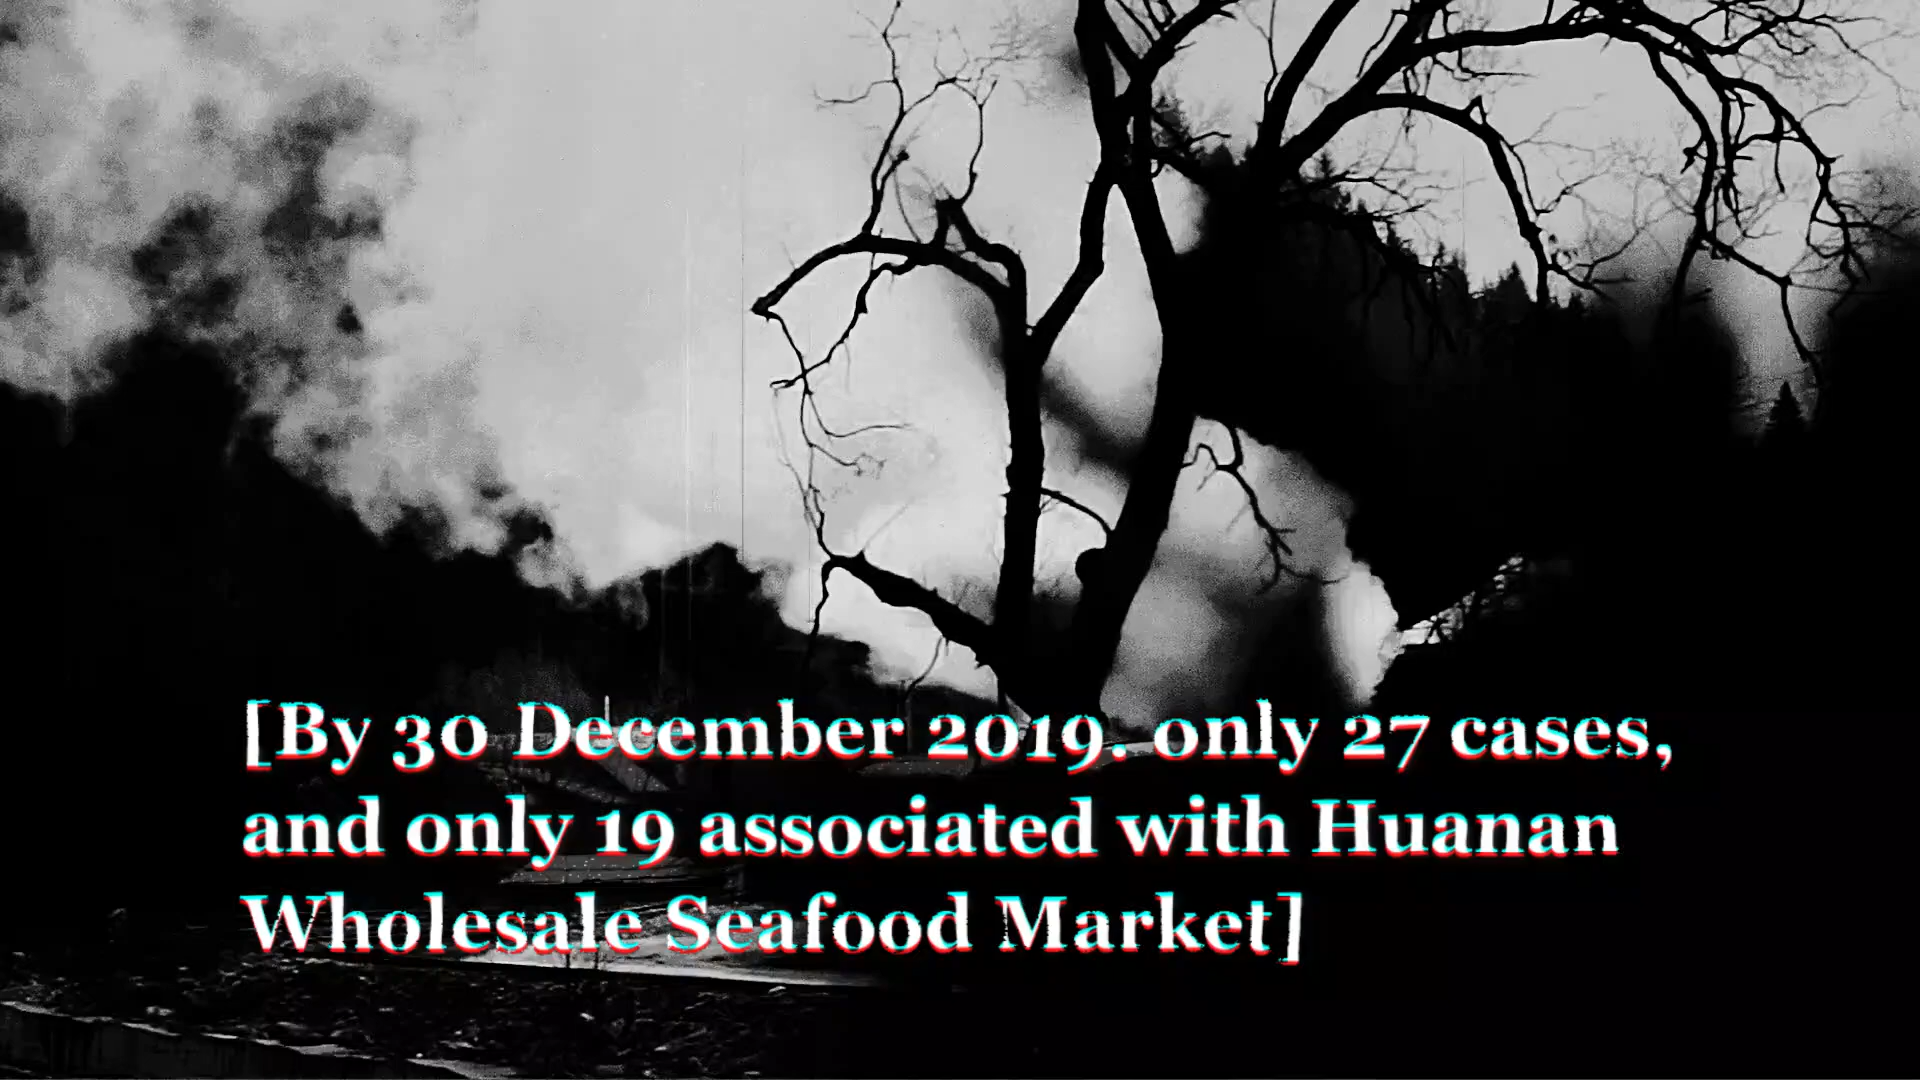 [By 30 December 2019. only 27 cases,
and only 19 associated with Huanan
Wholesale Seafood Market]